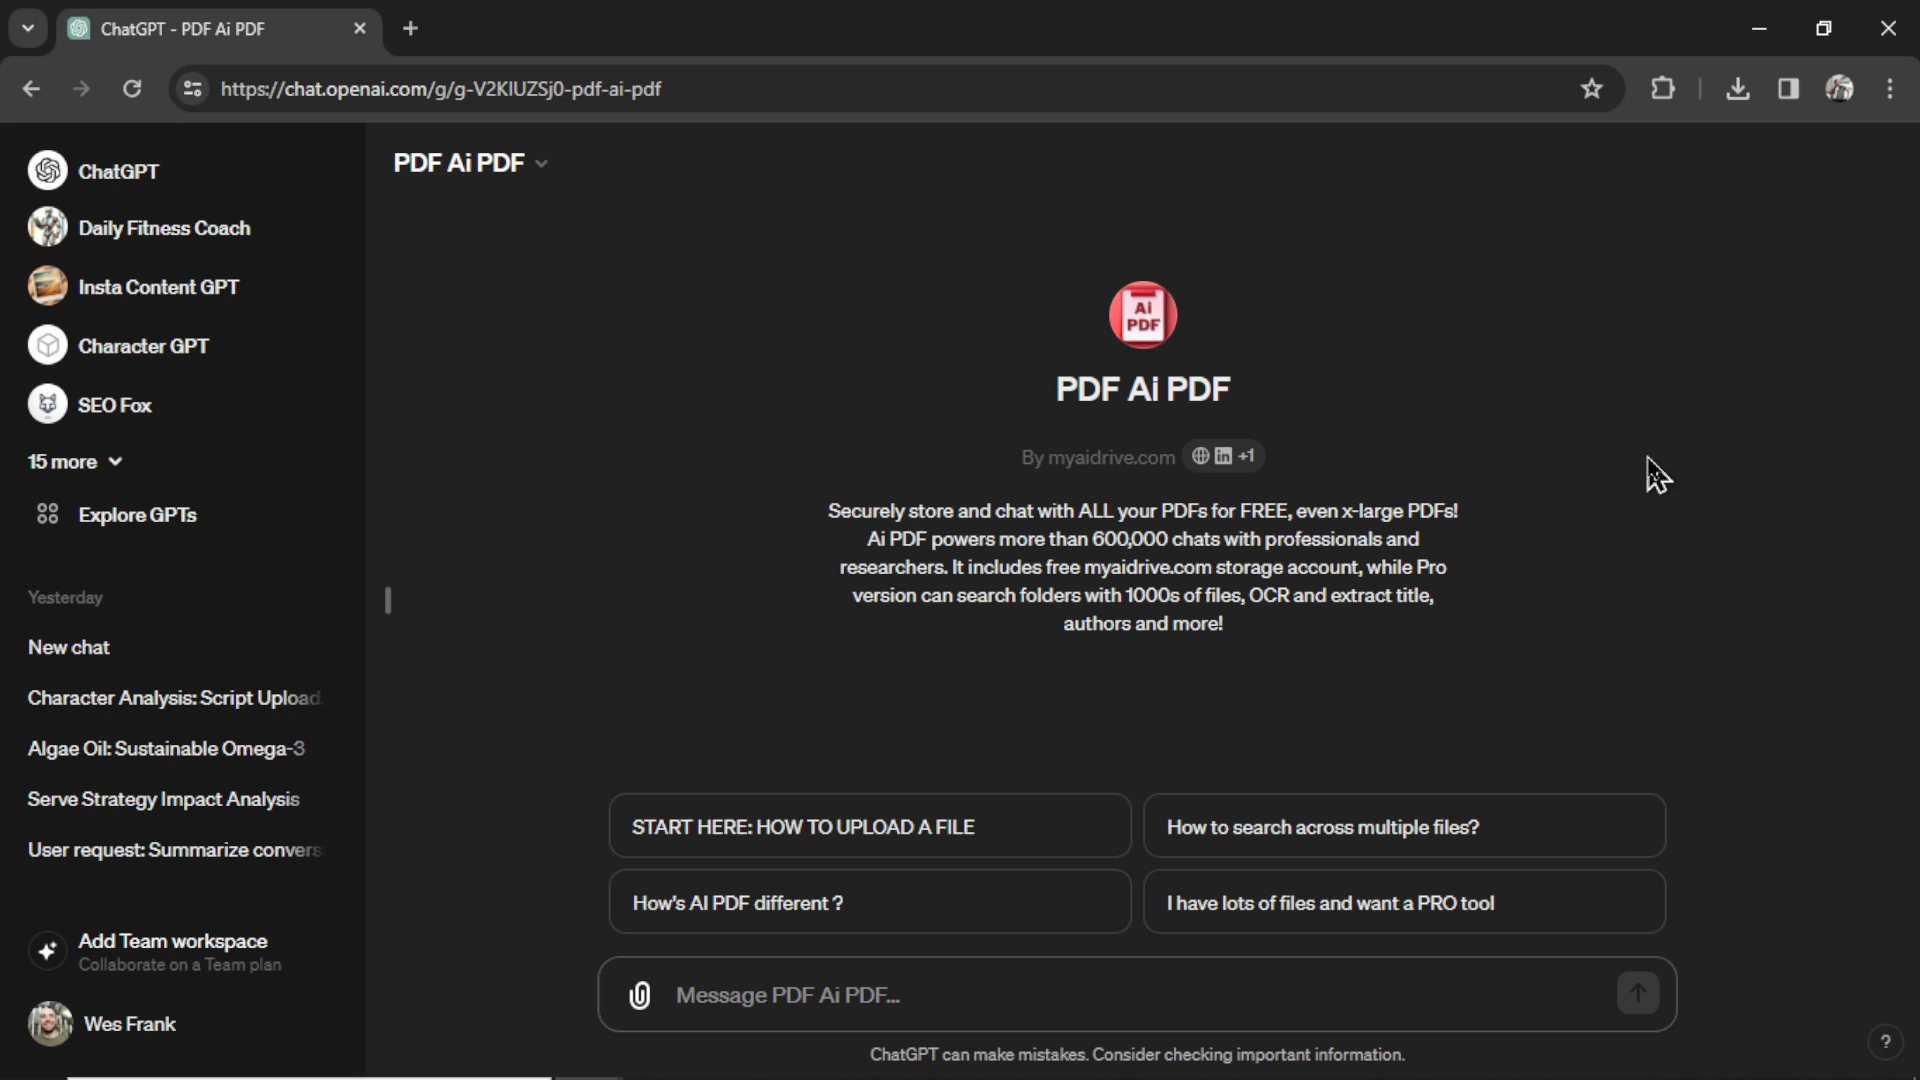 ChatGPT - PDF Ai PDF
https://chat.openai.com/g/g-V2KIUZSj0-pdf-ai-pdf
ChatGPT
Daily Fitness Coach
Insta Content GPT
Character GPT
SEO Fox
15 more
Explore GPTs
Yesterday
New chat
Character Analysis: Script Upload
Algae Oil: Sustainable Omega-3
Serve Strategy Impact Analysis
User request: Summarize convers
Add Team workspace
Collaborate on a Team plan
Wes Frank
PDF Ai PDF
Ai
PDF
PDF Ai PDF
By myaidrive.com in +1
Securely store and chat with ALL your PDFs for FREE, even x-large PDFs!
Ai PDF powers more than 600,000 chats with professionals and
researchers. It includes free myaidrive.com storage account, while Pro
version can search folders with 1000s of files, OCR and extract title,
authors and more!
START HERE: HOW TO UPLOAD A FILE
How to search across multiple files?
How's AI PDF different ?
I have lots of files and want a PRO tool
Message PDF Ai PDF...
ChatGPT can make mistakes. Consider checking important information.
?